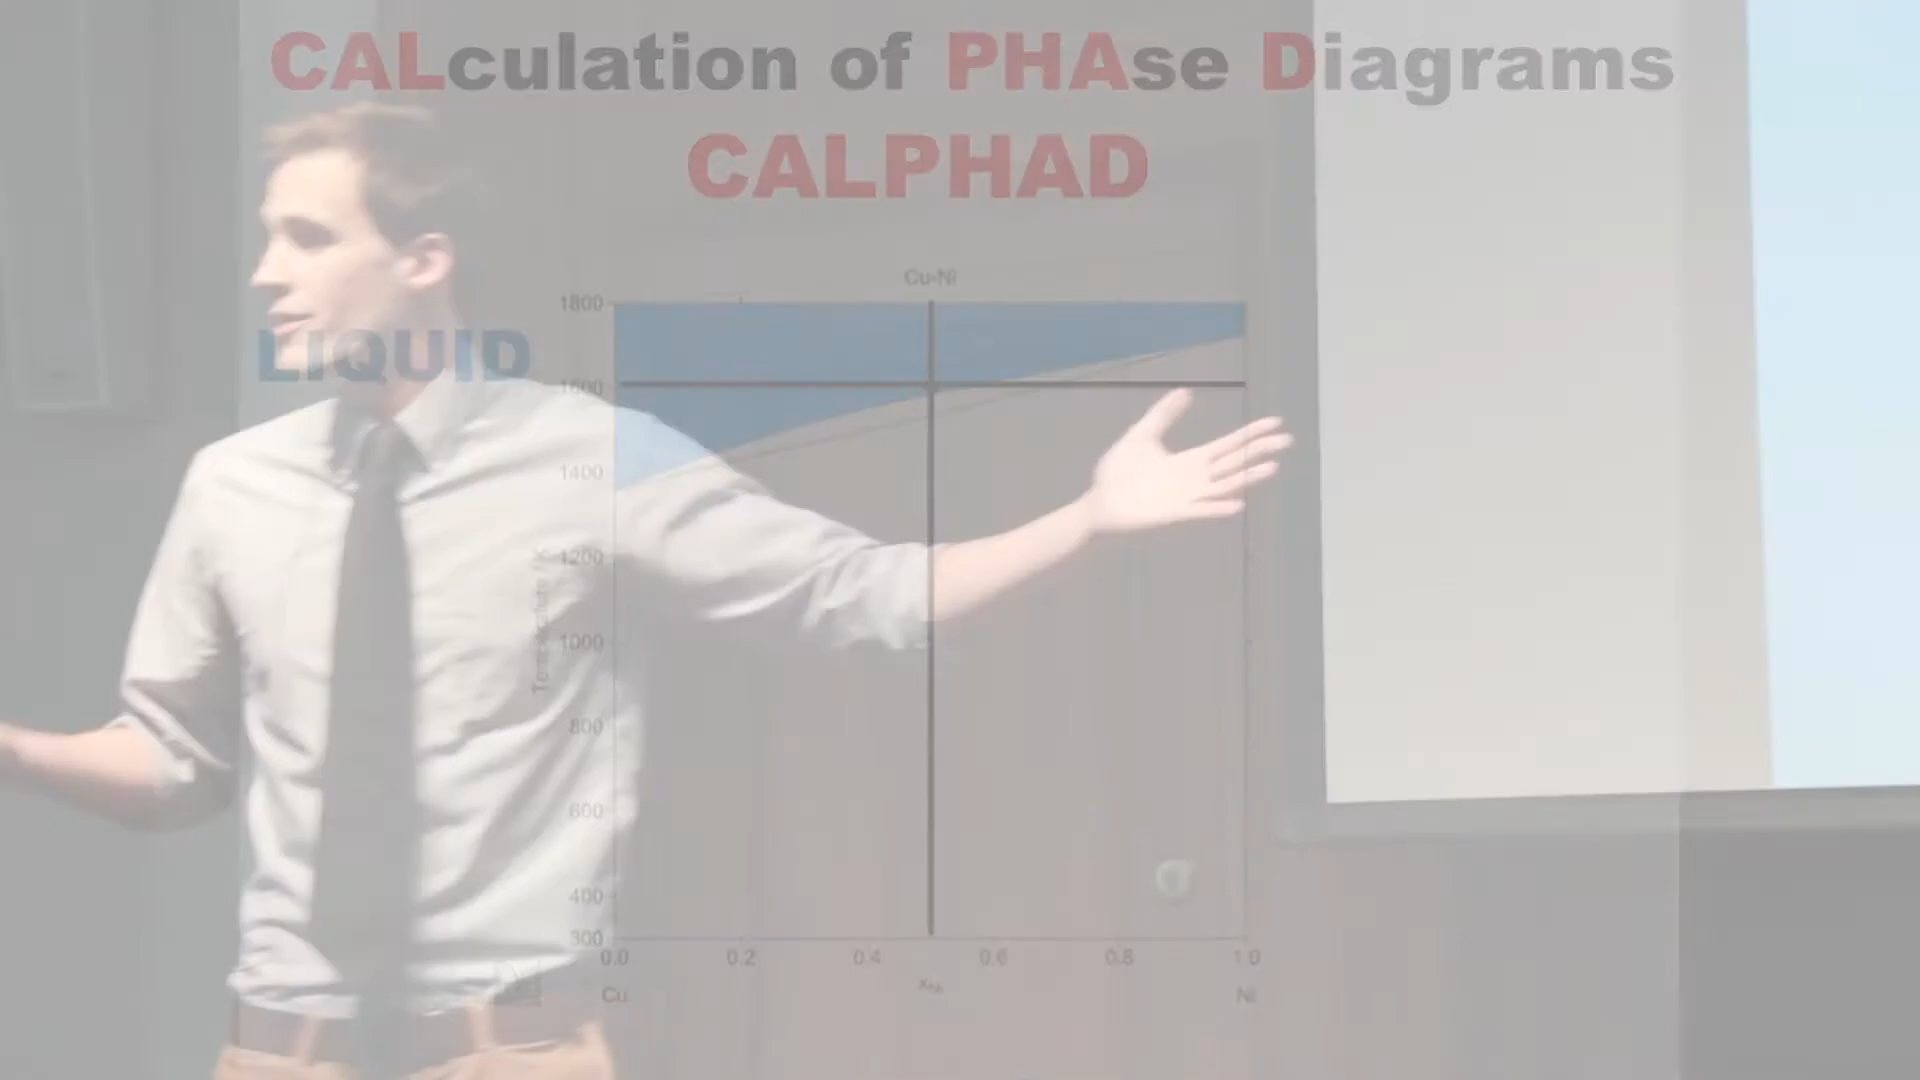 CALculation of PHAse Diagrams
CALPHAD
Cu-Ni
LIQUID
1800
1600
1400
1200
1000
800
600
400
300
Temperature / K
0.0 0.2 0.4 0.6 0.8 1.0
Cu Ni